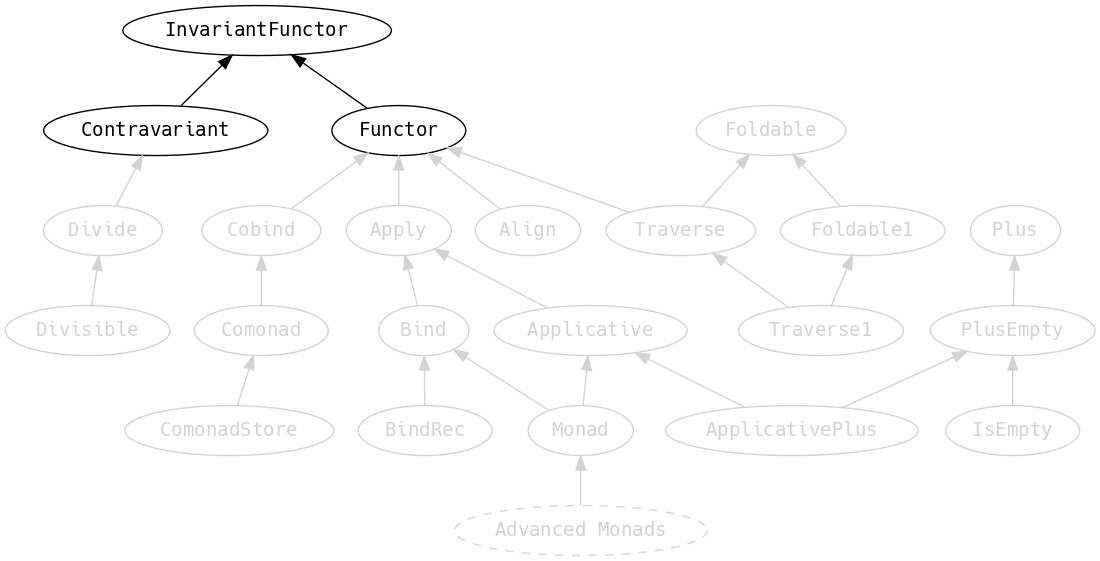 InvariantFunctor
Contravariant
Functor
Foldable
Divide
Cobind
Apply
Align
Traverse
Foldable1
Plus
Divisible
Comonad
Bind
Applicative
Traverse1
PlusEmpty
ComonadStore
BindRec
Monad
ApplicativePlus
IsEmpty
Advanced Monads